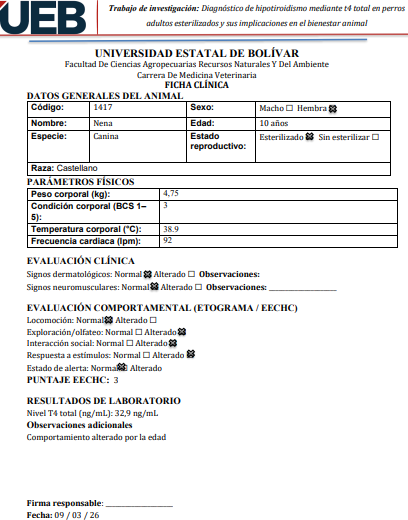 UEB
Trabajo de investigación: Diagnóstico de hipotiroidismo mediante t4 total en perros
adultos esterilizados y sus implicaciones en el bienestar animal
UNIVERSIDAD ESTATAL DE BOLÍVAR
Facultad De Ciencias Agropecuarias Recursos Naturales Y Del Ambiente
Carrera De Medicina Veterinaria
FICHA CLÍNICA
DATOS GENERALES DEL ANIMAL
Código: 1417 Sexo: Macho ☐ Hembra ☒
Nombre: Nena Edad: 10 años
Especie: Canina Estado reproductivo: Esterilizado ☒ Sin esterilizar ☐
Raza: Castellano
PARÁMETROS FÍSICOS
Peso corporal (kg): 4,75
Condición corporal (BCS 1–5): 3
Temperatura corporal (°C): 38.9
Frecuencia cardiaca (lpm): 92
EVALUACIÓN CLÍNICA
Signos dermatológicos: Normal ☒ Alterado ☐ Observaciones:
Signos neuromusculares: Normal ☒ Alterado ☐ Observaciones: ________________
EVALUACIÓN COMPORTAMENTAL (ETOGRAMA / EECHC)
Locomoción: Normal ☒ Alterado ☐
Exploración/olfateo: Normal ☐ Alterado ☒
Interacción social: Normal ☐ Alterado ☒
Respuesta a estímulos: Normal ☐ Alterado ☒
Estado de alerta: Normal ☒ Alterado
PUNTAJE EECHC: 3
RESULTADOS DE LABORATORIO
Nivel T4 total (ng/mL): 32,9 ng/mL
Observaciones adicionales
Comportamiento alterado por la edad
Firma responsable: ________________
Fecha: 09 / 03 / 26